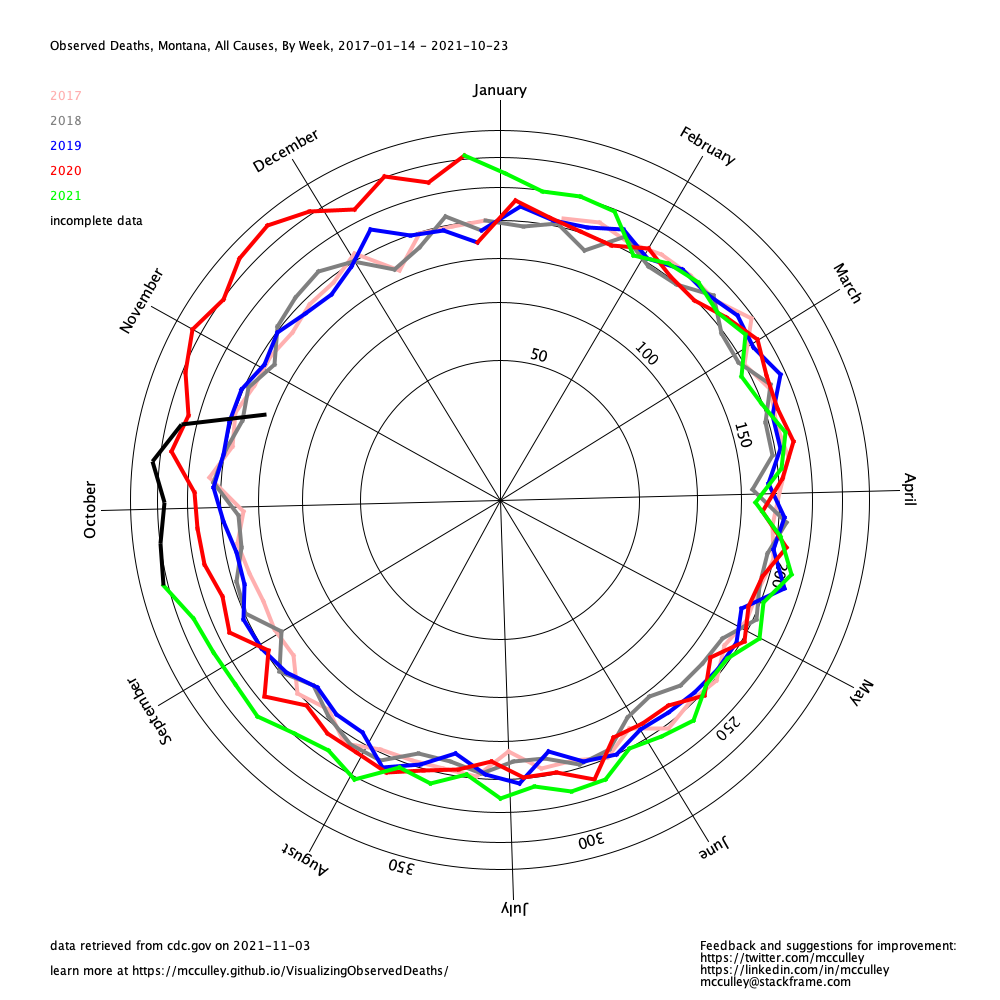 Observed Deaths, Montana, All Causes, By Week, 2017-01-14 - 2021-10-23
2017
2018
2019
2020
2021
incomplete data
January
February
March
April
May
June
July
August
September
October
November
December
50
100
150
200
250
300
350
data retrieved from cdc.gov on 2021-11-03
learn more at https://mcculley.github.io/VisualizingObservedDeaths/
Feedback and suggestions for improvement:
https://twitter.com/mcculley
https://linkedin.com/in/mcculley
mcculley@stackframe.com